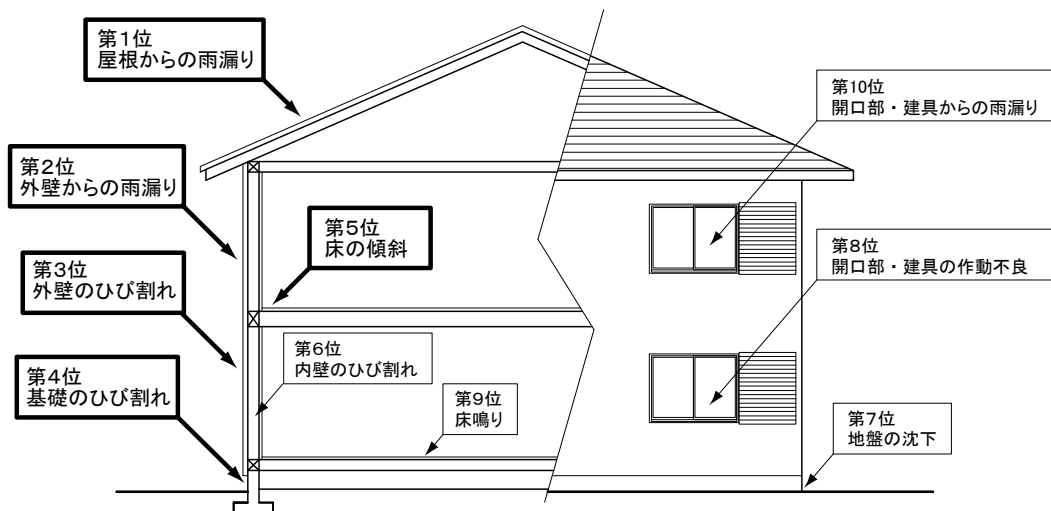 第1位
屋根からの雨漏り
第2位
外壁からの雨漏り
第3位
外壁のひび割れ
第4位
基礎のひび割れ
第5位
床の傾斜
第6位
内壁のひび割れ
第9位
床鳴り
第10位
開口部・建具からの雨漏り
第8位
開口部・建具の作動不良
第7位
地盤の沈下